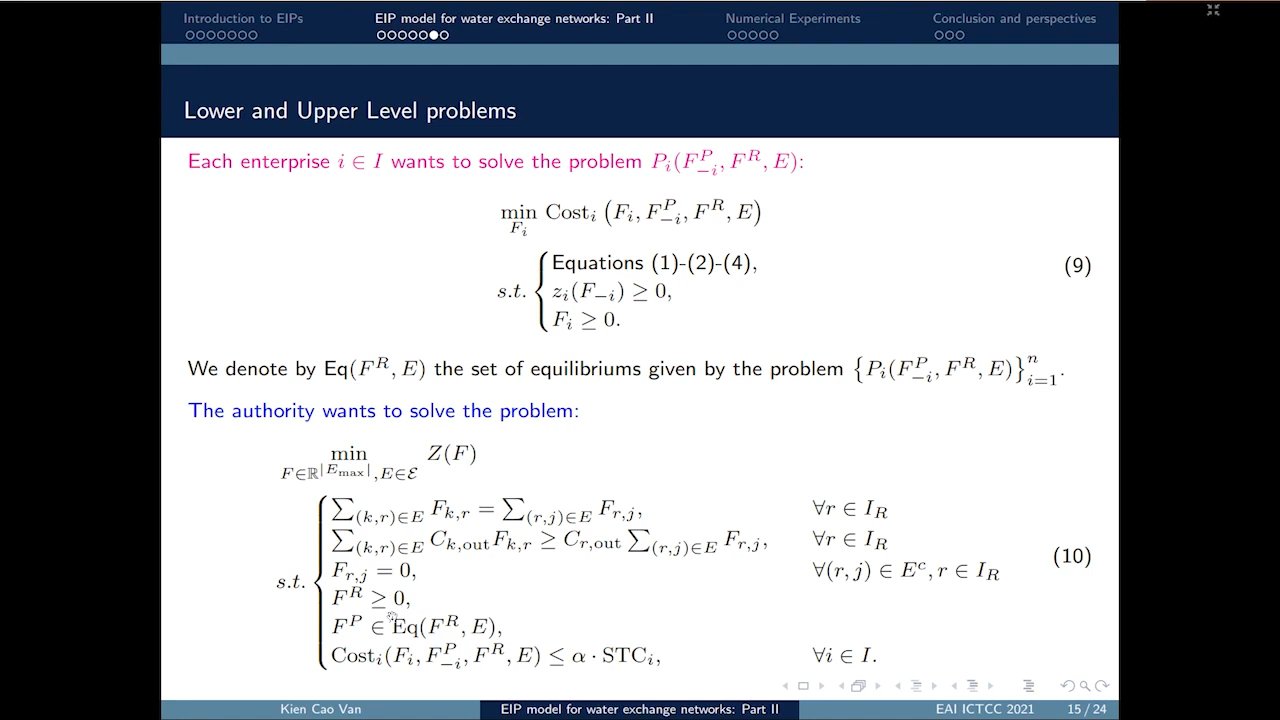 Introduction to EIPs EIP model for water exchange networks: Part II Numerical Experiments Conclusion and perspectives
Lower and Upper Level problems
Each enterprise i ∈ I wants to solve the problem P_i(F^P_{-i}, F^R, E):
min_{F_i} Cost_i (F_i, F^P_{-i}, F^R, E)
s.t. { Equations (1)-(2)-(4),
z_i(F_{-i}) ≥ 0, (9)
F_i ≥ 0.
We denote by Eq(F^R, E) the set of equilibriums given by the problem {P_i(F^P_{-i}, F^R, E)}^n_{i=1}.
The authority wants to solve the problem:
min_{F∈ℝ^{|E_max|}, E∈ℰ} Z(F)
s.t. { ∑_{(k,r)∈E} F_{k,r} = ∑_{(r,j)∈E} F_{r,j}, ∀r ∈ I_R
∑_{(k,r)∈E} C_{k,out}F_{k,r} ≥ C_{r,out} ∑_{(r,j)∈E} F_{r,j}, ∀r ∈ I_R
F_{r,j} = 0, ∀(r, j) ∈ E^c, r ∈ I_R (10)
F^R ≥ 0,
F^P ∈ Eq(F^R, E),
Cost_i(F_i, F^P_{-i}, F^R, E) ≤ α · STC_i, ∀i ∈ I.
Kien Cao Van EIP model for water exchange networks: Part II EAI ICTCC 2021 15 / 24